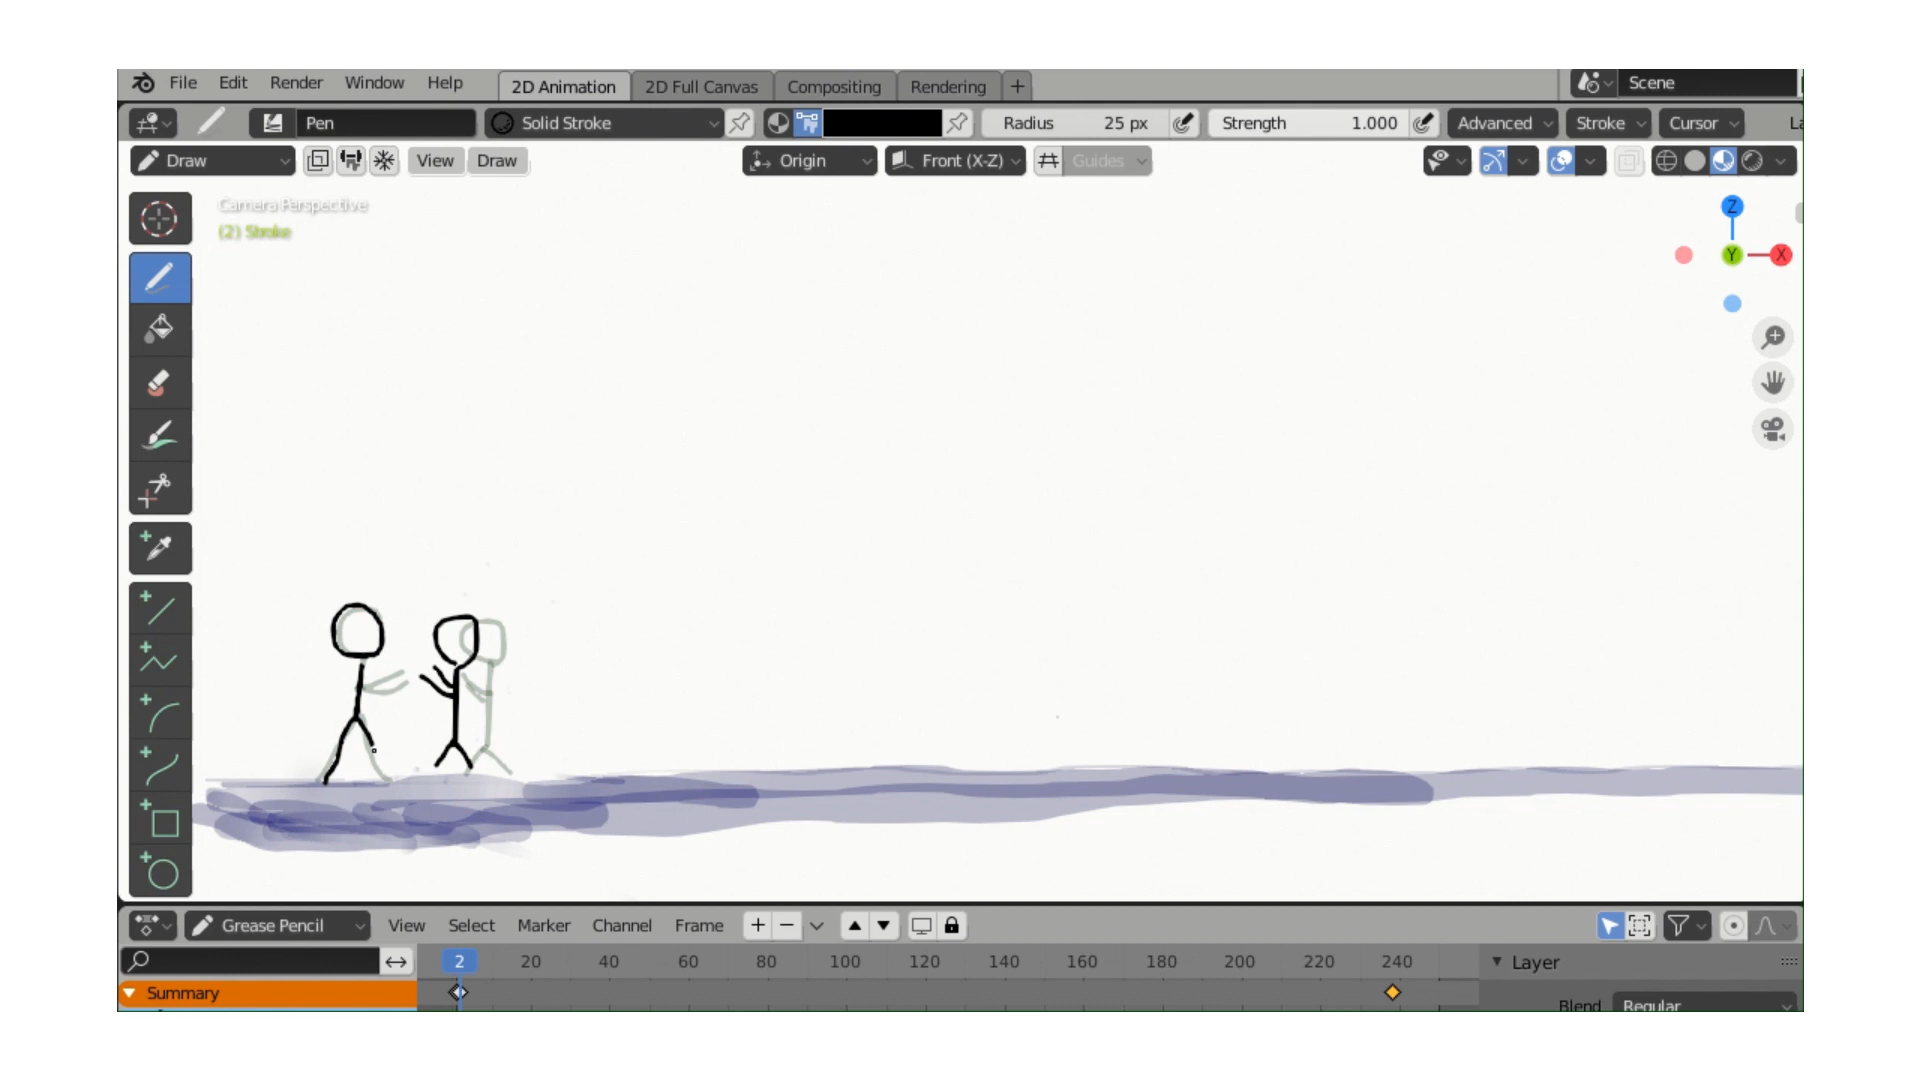 File Edit Render Window Help 2D Animation 2D Full Canvas Compositing Rendering + Scene
Pen Solid Stroke Radius 25 px Strength 1.000 Advanced Stroke Cursor
Draw View Draw Origin Front (X-Z) Guides
Camera Perspective
(2) Stroke
Z
Y X
Grease Pencil View Select Marker Channel Frame
2 20 40 60 80 100 120 140 160 180 200 220 240 Layer
Summary
Blend Regular